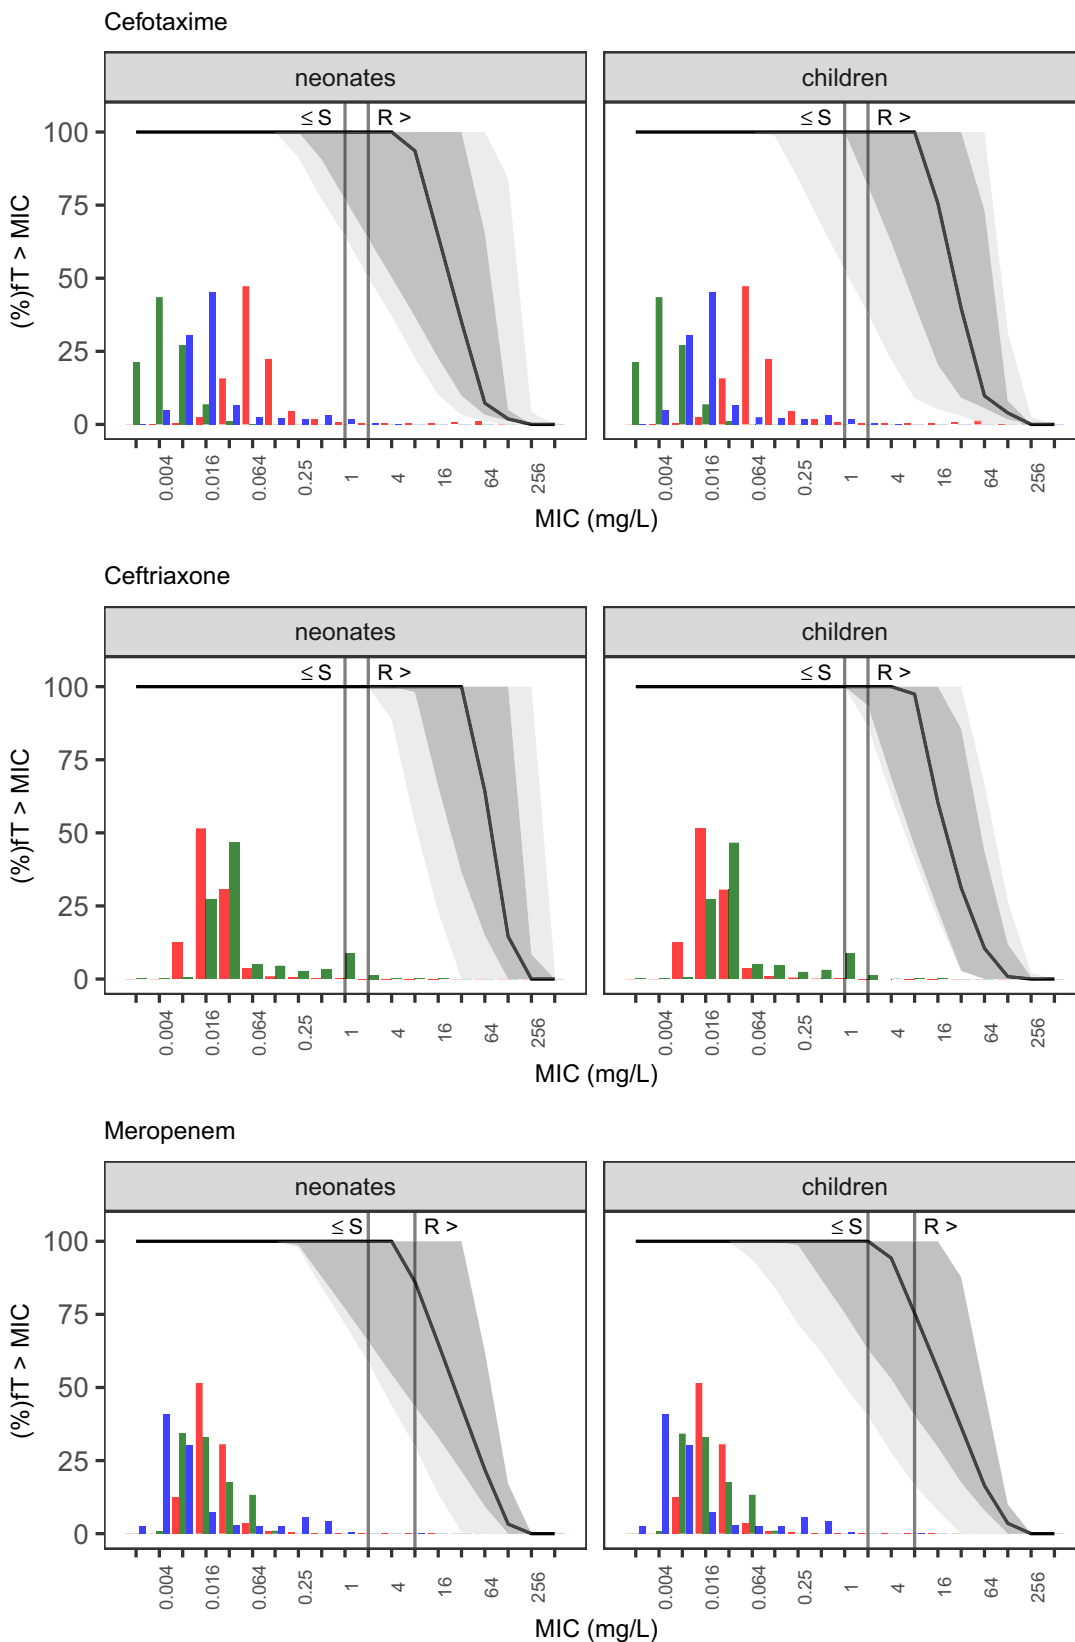 Cefotaxime
neonates
children
≤ S R >
≤ S R >
(%)fT > MIC
100
75
50
25
0
0.004 0.016 0.064 0.25 1 4 16 64 256
0.004 0.016 0.064 0.25 1 4 16 64 256
MIC (mg/L)
Ceftriaxone
neonates
children
≤ S R >
≤ S R >
(%)fT > MIC
100
75
50
25
0
0.004 0.016 0.064 0.25 1 4 16 64 256
0.004 0.016 0.064 0.25 1 4 16 64 256
MIC (mg/L)
Meropenem
neonates
children
≤ S R >
≤ S R >
(%)fT > MIC
100
75
50
25
0
0.004 0.016 0.064 0.25 1 4 16 64 256
0.004 0.016 0.064 0.25 1 4 16 64 256
MIC (mg/L)